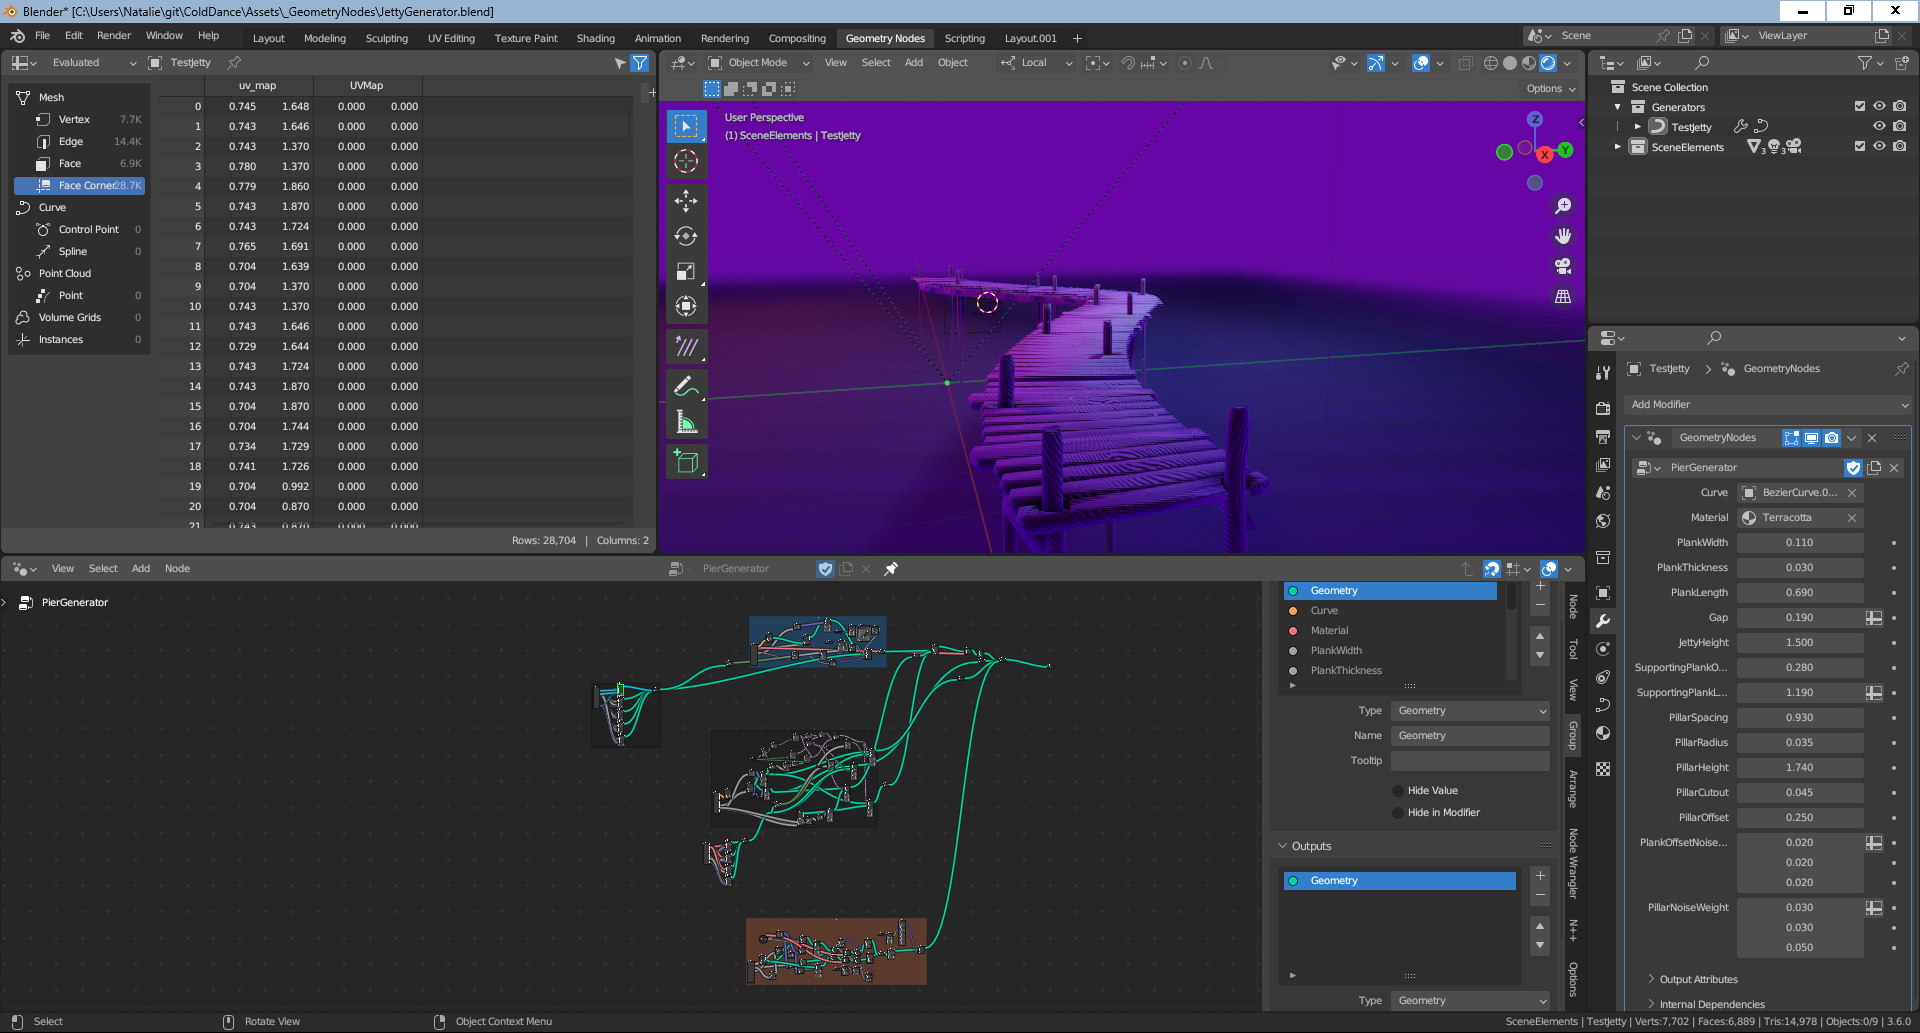 Blender* [C:\Users\Natalie\git\ColdDance\Assets\_GeometryNodes\JettyGenerator.blend]
File Edit Render Window Help Layout Modeling Sculpting UV Editing Texture Paint Shading Animation Rendering Compositing Geometry Nodes Scripting Layout.001 + Scene ViewLayer
Evaluated TestJetty
uv_map UVMap
Mesh
Vertex 7.7K
Edge 14.4K
Face 6.9K
Face Corner 28.7K
Curve
Control Point 0
Spline 0
Point Cloud
Point 0
Volume Grids 0
Instances 0
0 0.745 1.648 0.000 0.000
1 0.743 1.646 0.000 0.000
2 0.743 1.370 0.000 0.000
3 0.780 1.370 0.000 0.000
4 0.779 1.860 0.000 0.000
5 0.743 1.870 0.000 0.000
6 0.743 1.724 0.000 0.000
7 0.765 1.691 0.000 0.000
8 0.704 1.639 0.000 0.000
9 0.704 1.370 0.000 0.000
10 0.743 1.370 0.000 0.000
11 0.743 1.646 0.000 0.000
12 0.729 1.644 0.000 0.000
13 0.743 1.724 0.000 0.000
14 0.743 1.870 0.000 0.000
15 0.704 1.870 0.000 0.000
16 0.704 1.744 0.000 0.000
17 0.734 1.729 0.000 0.000
18 0.741 1.726 0.000 0.000
19 0.704 0.992 0.000 0.000
20 0.704 0.870 0.000 0.000
21 0.743 0.870 0.000 0.000
Rows: 28,704 | Columns: 2
Object Mode View Select Add Object Local
Options
User Perspective
(1) SceneElements | TestJetty
Z
X
Y
Scene Collection
Generators
TestJetty
SceneElements 3 3
TestJetty > GeometryNodes
Add Modifier
GeometryNodes
PierGenerator
Curve BezierCurve.0...
Material Terracotta
PlankWidth 0.110
PlankThickness 0.030
PlankLength 0.690
Gap 0.190
JettyHeight 1.500
SupportingPlankO... 0.280
SupportingPlankL... 1.190
PillarSpacing 0.930
PillarRadius 0.035
PillarHeight 1.740
PillarCutout 0.045
PillarOffset 0.250
PlankOffsetNoise... 0.020
0.020
0.020
PillarNoiseWeight 0.030
0.030
0.050
Output Attributes
Internal Dependencies
View Select Add Node PierGenerator
PierGenerator
Geometry
Curve
Material
PlankWidth
PlankThickness
Type Geometry
Name Geometry
Tooltip
Hide Value
Hide in Modifier
Outputs
Geometry
Type Geometry
Node
Tool
View
Group
Arrange
Node Wrangler
N++
Options
Select Rotate View Object Context Menu
SceneElements | TestJetty | Verts:7,702 | Faces:6,889 | Tris:14,978 | Objects:0/9 | 3.6.0